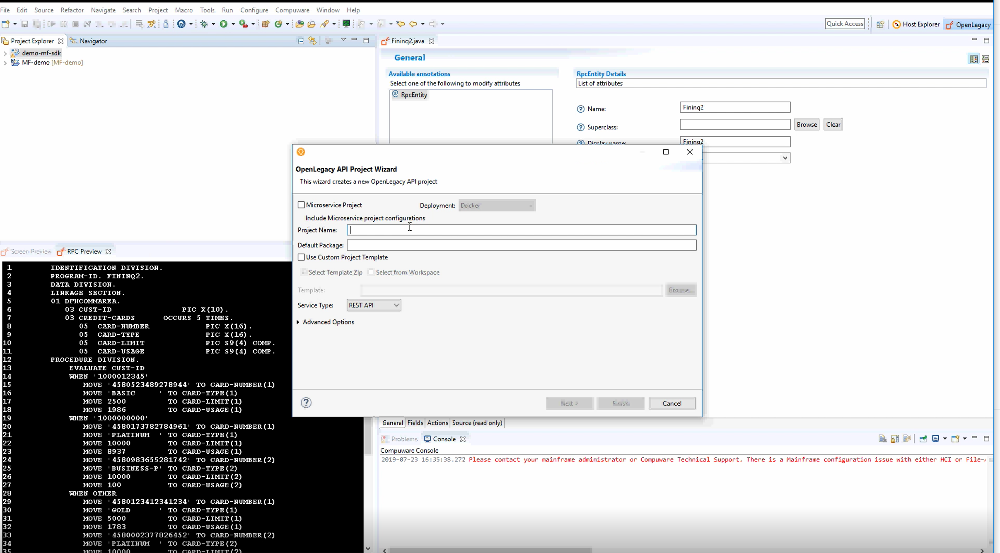 File Edit Source Refactor Navigate Search Project Macro Tools Run Configure Compuware Window Help
Quick Access Host Explorer OpenLegacy
Project Explorer Navigator
demo-mf-sdk
MF-demo [MF-demo]
Fininq2.java
General
Available annotations
Select one of the following to modify attributes
RpcEntity
RpcEntity Details
List of attributes
Name: Fininq2
Superclass: Browse Clear
Display name: Fininq2
OpenLegacy API Project Wizard
This wizard creates a new OpenLegacy API project
Microservice Project Deployment: Docker
Include Microservice project configurations
Project Name:
Default Package:
Use Custom Project Template
Select Template Zip Select from Workspace
Template: Browse...
Service Type: REST API
Advanced Options
Next > Finish Cancel
Screen Preview RPC Preview
1 IDENTIFICATION DIVISION.
2 PROGRAM-ID. FININQ2.
3 DATA DIVISION.
4 LINKAGE SECTION.
5 01 DFHCOMMAREA.
6 03 CUST-ID PIC X(10).
7 03 CREDIT-CARDS OCCURS 5 TIMES.
8 05 CARD-NUMBER PIC X(16).
9 05 CARD-TYPE PIC X(16).
10 05 CARD-LIMIT PIC S9(4) COMP.
11 05 CARD-USAGE PIC S9(4) COMP.
12 PROCEDURE DIVISION.
13 EVALUATE CUST-ID
14 WHEN '1000012345'
15 MOVE '4580523489278944' TO CARD-NUMBER(1)
16 MOVE 'BASIC ' TO CARD-TYPE(1)
17 MOVE 2500 TO CARD-LIMIT(1)
18 MOVE 1986 TO CARD-USAGE(1)
19 WHEN '1000000000'
20 MOVE '4580173782784961' TO CARD-NUMBER(1)
21 MOVE 'PLATINUM ' TO CARD-TYPE(1)
22 MOVE 10000 TO CARD-LIMIT(1)
23 MOVE 8937 TO CARD-USAGE(1)
24 MOVE '4580983655281742' TO CARD-NUMBER(2)
25 MOVE 'BUSINESS-P' TO CARD-TYPE(2)
26 MOVE 10000 TO CARD-LIMIT(2)
27 MOVE 100 TO CARD-USAGE(2)
28 WHEN OTHER
29 MOVE '4580123412341234' TO CARD-NUMBER(1)
30 MOVE 'GOLD ' TO CARD-TYPE(1)
31 MOVE 5000 TO CARD-LIMIT(1)
32 MOVE 1783 TO CARD-USAGE(1)
33 MOVE '4580002377826452' TO CARD-NUMBER(2)
34 MOVE 'PLATINUM ' TO CARD-TYPE(2)
35 MOVE 10000 TO CARD-LIMIT(2)
General Fields Actions Source (read only)
Problems Console
Compuware Console
2019-07-23 16:35:38.272 Please contact your mainframe administrator or Compuware Technical Support. There is a Mainframe configuration issue with either HCI or File-